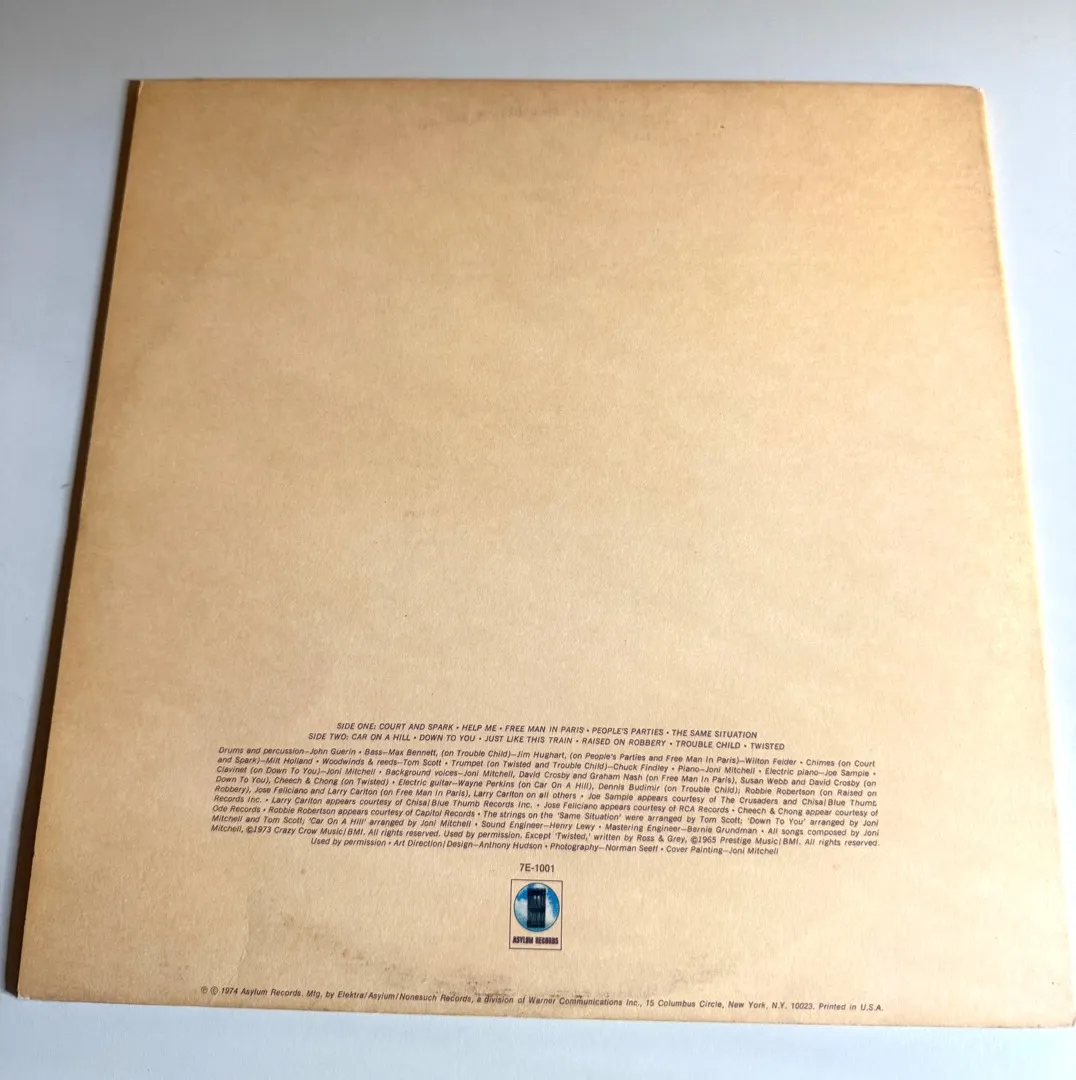 SIDE ONE: COURT AND SPARK • HELP ME • FREE MAN IN PARIS • PEOPLE'S PARTIES • THE SAME SITUATION
SIDE TWO: CAR ON A HILL • DOWN TO YOU • JUST LIKE THIS TRAIN • RAISED ON ROBBERY • TROUBLE CHILD • TWISTED
Drums and percussion—John Guerin • Bass—Max Bennett, (on Trouble Child)—Jim Hughart, (on People's Parties and Free Man In Paris)—Wilton Felder • Chimes (on Court
and Spark)—Milt Holland • Woodwinds & reeds—Tom Scott • Trumpet (on Twisted and Trouble Child)—Chuck Findley • Piano—Joni Mitchell • Electric piano—Joe Sample •
Clavinet (on Down To You)—Joni Mitchell • Background voices—Joni Mitchell, David Crosby and Graham Nash (on Free Man In Paris), Susan Webb and David Crosby (on
Down To You), Cheech & Chong (on Twisted) • Electric guitar—Wayne Perkins (on Car On A Hill), Dennis Budimir (on Trouble Child); Robbie Robertson (on Raised on
Robbery), Jose Feliciano and Larry Carlton (on Free Man In Paris), Larry Carlton on all others • Joe Sample appears courtesy of The Crusaders and Chisa/Blue Thumb
Records Inc. • Larry Carlton appears courtesy of Chisa/Blue Thumb Records Inc. • Jose Feliciano appears courtesy of RCA Records • Cheech & Chong appear courtesy of
Ode Records • Robbie Robertson appears courtesy of Capitol Records • The strings on the 'Same Situation' were arranged by Tom Scott; 'Down To You' arranged by Joni
Mitchell and Tom Scott; 'Car On A Hill' arranged by Joni Mitchell • Sound Engineer—Henry Lewy • Mastering Engineer—Bernie Grundman • All songs composed by Joni
Mitchell, ©1973 Crazy Crow Music/BMI. All rights reserved. Used by permission. Except 'Twisted,' written by Ross & Grey, ©1965 Prestige Music/BMI. All rights reserved.
Used by permission • Art Direction/Design—Anthony Hudson • Photography—Norman Seeff • Cover Painting—Joni Mitchell
7E-1001
ASYLUM RECORDS
℗ © 1974 Asylum Records. Mfg. by Elektra/Asylum/Nonesuch Records, a division of Warner Communications Inc., 15 Columbus Circle, New York, N.Y. 10023. Printed in U.S.A.